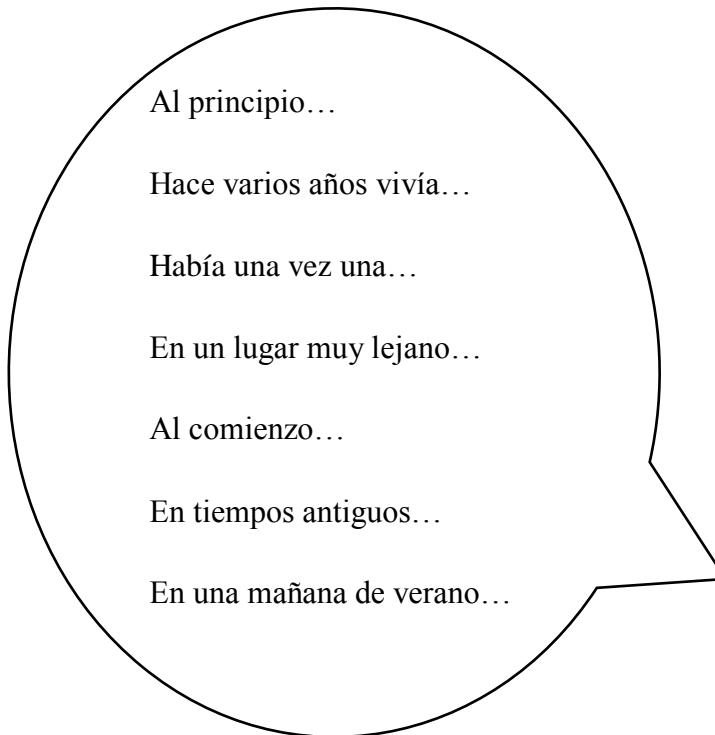 Al principio…
Hace varios años vivía…
Había una vez una…
En un lugar muy lejano…
Al comienzo…
En tiempos antiguos…
En una mañana de verano…